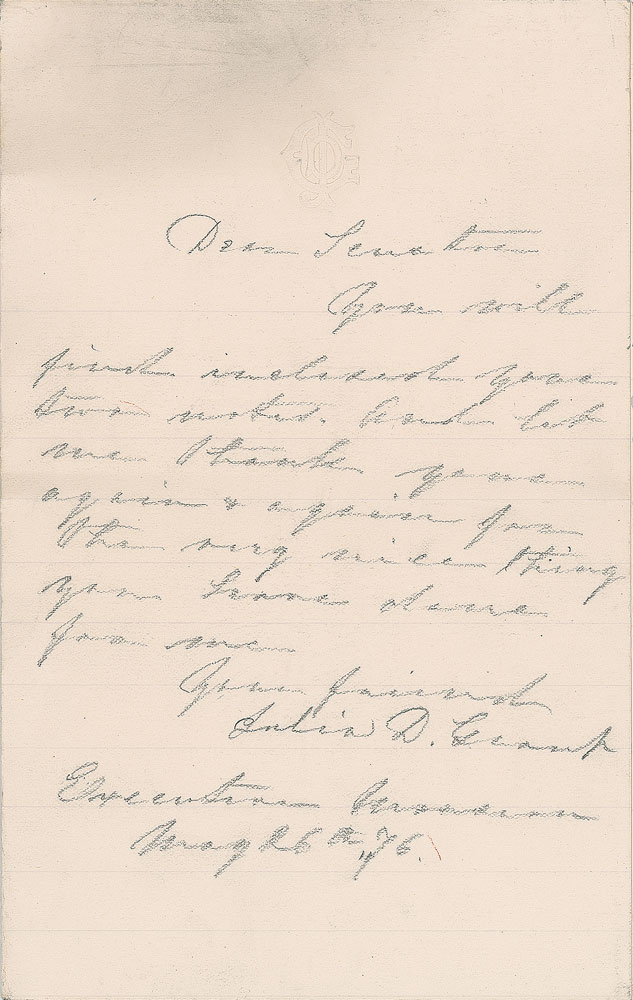 Dear Senator
You will
find inclosed your
two notes. And let
me thank you
again & again for
the very nice thing
you have done
for me
Your friend
Julia D. Grant
Executive Mansion
May 26th "76.